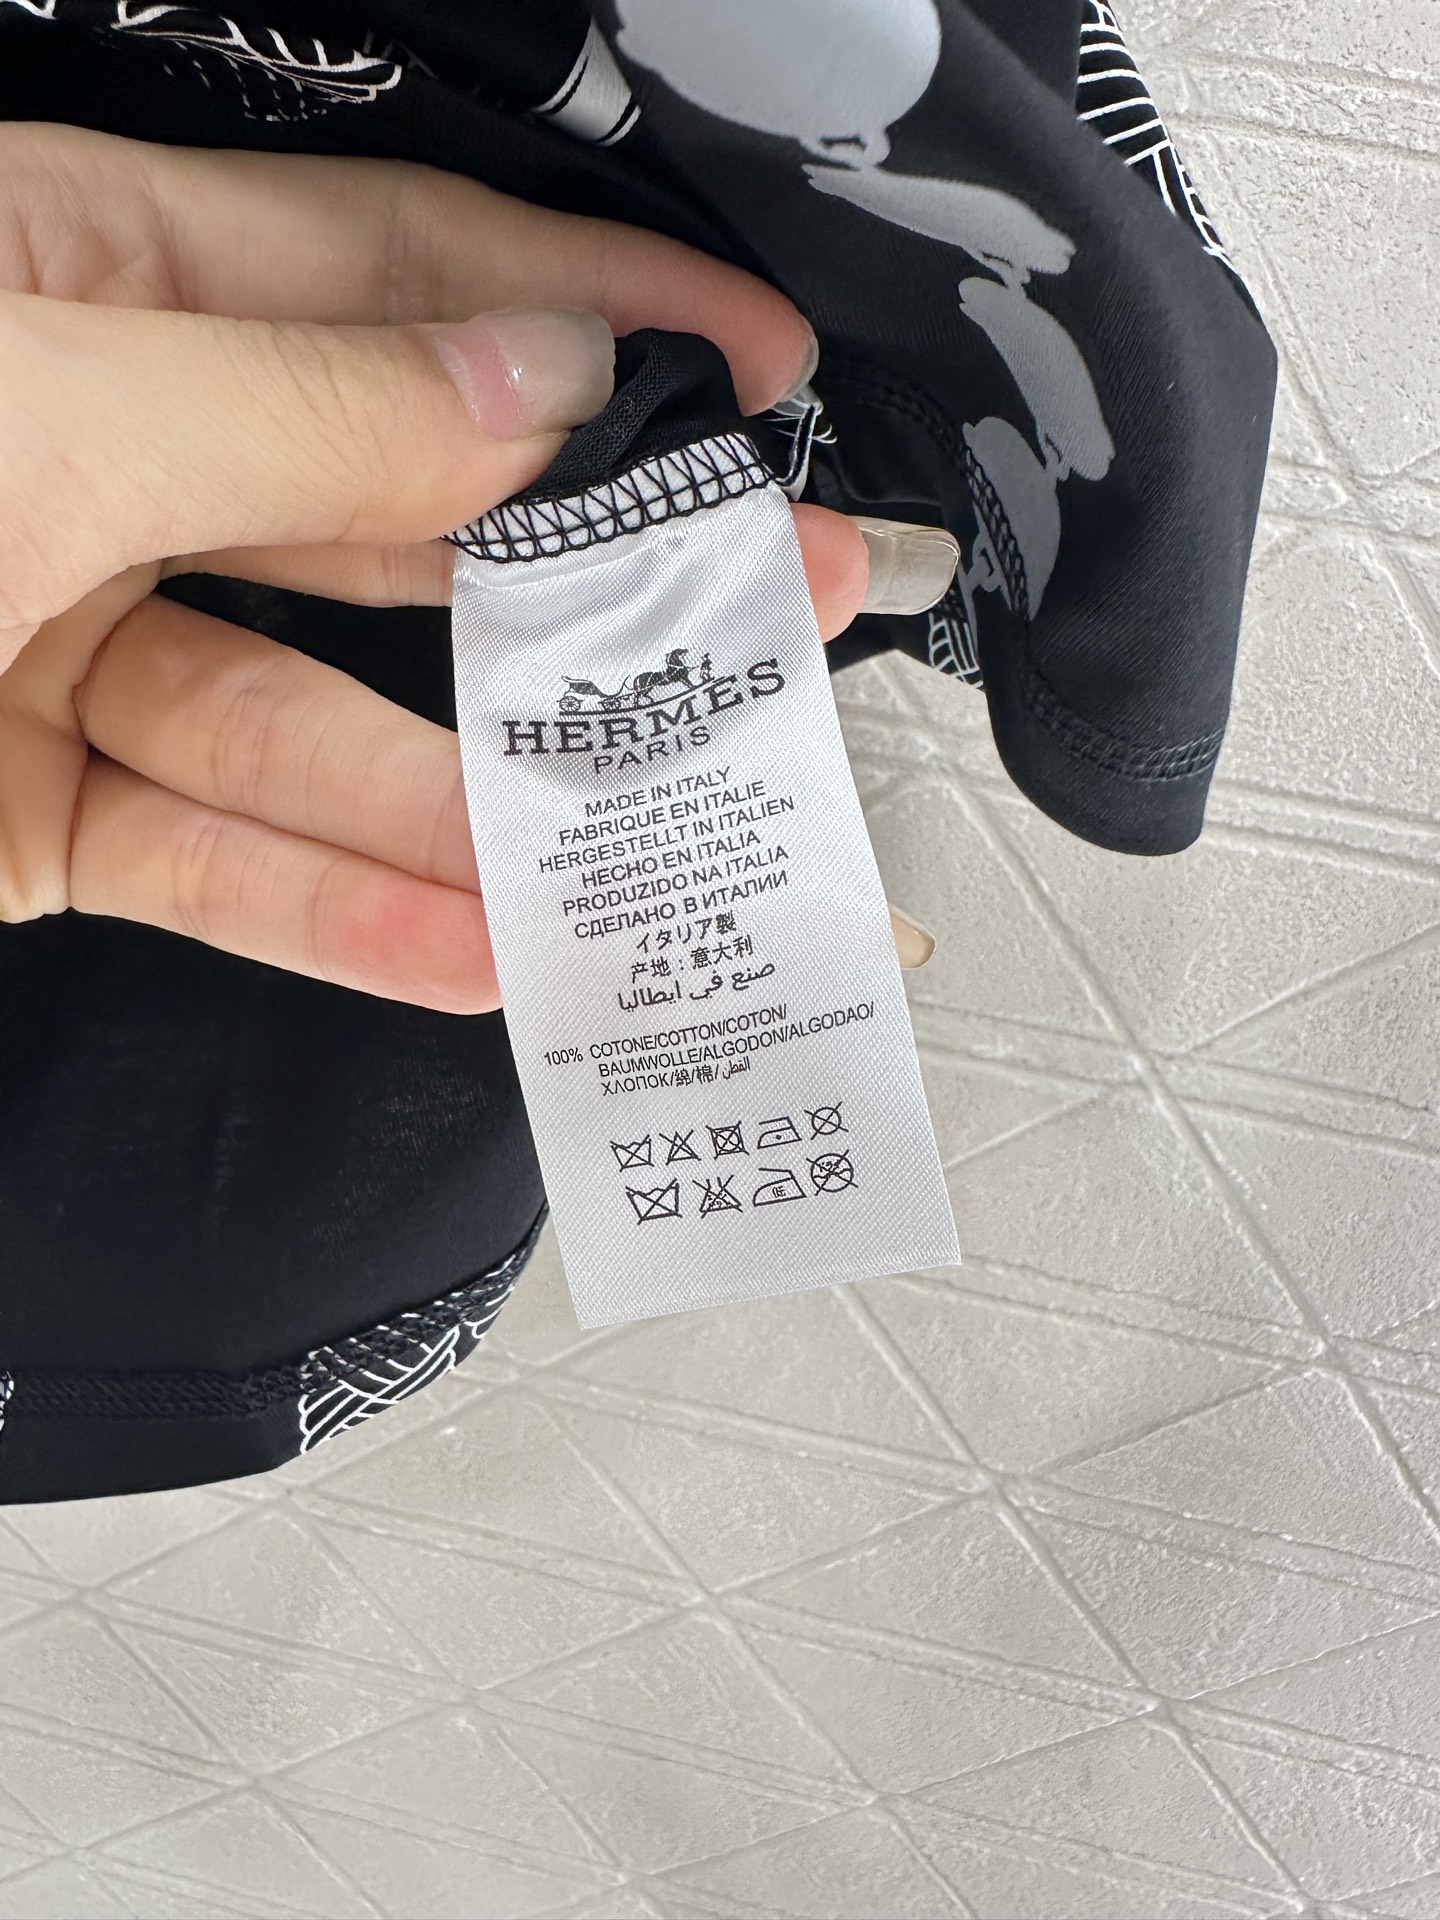 HERMES
PARIS
MADE IN ITALY
FABRIQUE EN ITALIE
HERGESTELLT IN ITALIEN
HECHO EN ITALIA
PRODUZIDO NA ITALIA
СДЕЛАНО В ИТАЛИИ
イタリア製
产地：意大利
صنع في ايطاليا
100% COTONE/COTTON/COTON/
BAUMWOLLE/ALGODON/ALGODAO/
ХЛОПОК/綿/棉/القطن
低